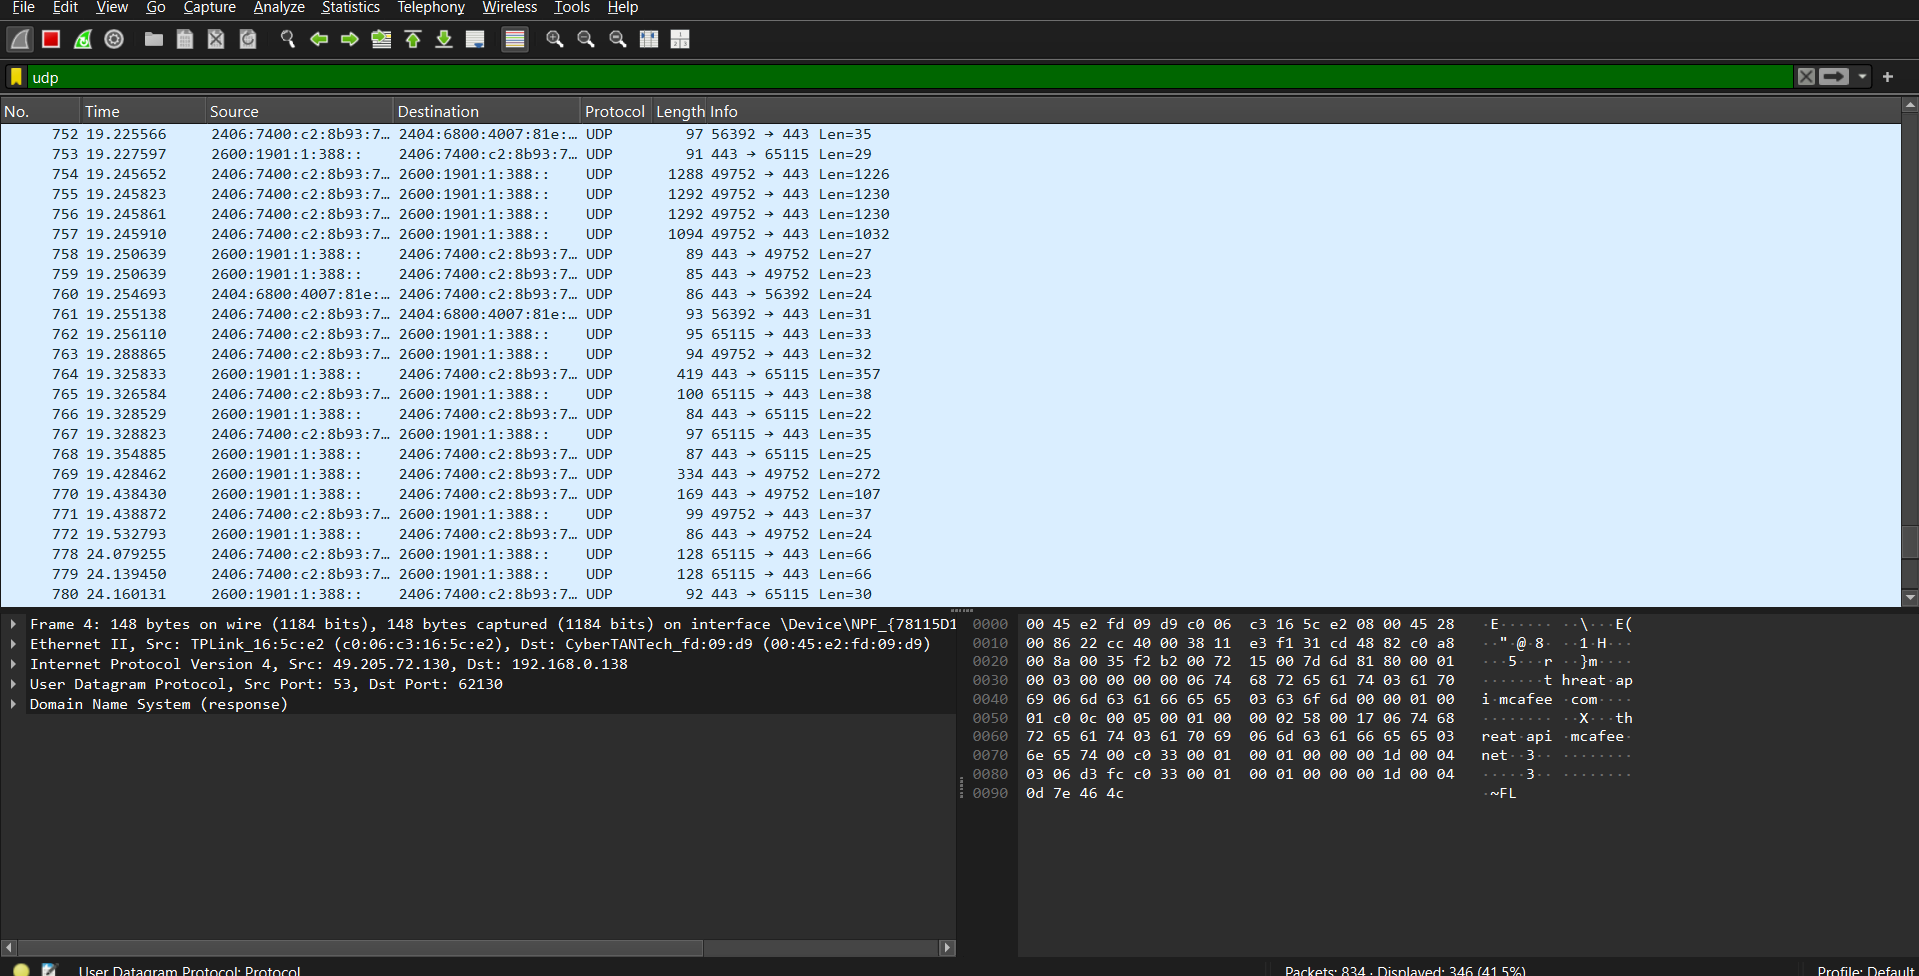 File Edit View Go Capture Analyze Statistics Telephony Wireless Tools Help
udp
No. Time Source Destination Protocol Length Info
752 19.225566 2406:7400:c2:8b93:7… 2404:6800:4007:81e:… UDP 97 56392 → 443 Len=35
753 19.227597 2600:1901:1:388:: 2406:7400:c2:8b93:7… UDP 91 443 → 65115 Len=29
754 19.245652 2406:7400:c2:8b93:7… 2600:1901:1:388:: UDP 1288 49752 → 443 Len=1226
755 19.245823 2406:7400:c2:8b93:7… 2600:1901:1:388:: UDP 1292 49752 → 443 Len=1230
756 19.245861 2406:7400:c2:8b93:7… 2600:1901:1:388:: UDP 1292 49752 → 443 Len=1230
757 19.245910 2406:7400:c2:8b93:7… 2600:1901:1:388:: UDP 1094 49752 → 443 Len=1032
758 19.250639 2600:1901:1:388:: 2406:7400:c2:8b93:7… UDP 89 443 → 49752 Len=27
759 19.250639 2600:1901:1:388:: 2406:7400:c2:8b93:7… UDP 85 443 → 49752 Len=23
760 19.254693 2404:6800:4007:81e:… 2406:7400:c2:8b93:7… UDP 86 443 → 56392 Len=24
761 19.255138 2406:7400:c2:8b93:7… 2404:6800:4007:81e:… UDP 93 56392 → 443 Len=31
762 19.256110 2406:7400:c2:8b93:7… 2600:1901:1:388:: UDP 95 65115 → 443 Len=33
763 19.288865 2406:7400:c2:8b93:7… 2600:1901:1:388:: UDP 94 49752 → 443 Len=32
764 19.325833 2600:1901:1:388:: 2406:7400:c2:8b93:7… UDP 419 443 → 65115 Len=357
765 19.326584 2406:7400:c2:8b93:7… 2600:1901:1:388:: UDP 100 65115 → 443 Len=38
766 19.328529 2600:1901:1:388:: 2406:7400:c2:8b93:7… UDP 84 443 → 65115 Len=22
767 19.328823 2406:7400:c2:8b93:7… 2600:1901:1:388:: UDP 97 65115 → 443 Len=35
768 19.354885 2600:1901:1:388:: 2406:7400:c2:8b93:7… UDP 87 443 → 65115 Len=25
769 19.428462 2600:1901:1:388:: 2406:7400:c2:8b93:7… UDP 334 443 → 49752 Len=272
770 19.438430 2600:1901:1:388:: 2406:7400:c2:8b93:7… UDP 169 443 → 49752 Len=107
771 19.438872 2406:7400:c2:8b93:7… 2600:1901:1:388:: UDP 99 49752 → 443 Len=37
772 19.532793 2600:1901:1:388:: 2406:7400:c2:8b93:7… UDP 86 443 → 49752 Len=24
778 24.079255 2406:7400:c2:8b93:7… 2600:1901:1:388:: UDP 128 65115 → 443 Len=66
779 24.139450 2406:7400:c2:8b93:7… 2600:1901:1:388:: UDP 128 65115 → 443 Len=66
780 24.160131 2600:1901:1:388:: 2406:7400:c2:8b93:7… UDP 92 443 → 65115 Len=30
Frame 4: 148 bytes on wire (1184 bits), 148 bytes captured (1184 bits) on interface \Device\NPF_{78115D1
Ethernet II, Src: TPLink_16:5c:e2 (c0:06:c3:16:5c:e2), Dst: CyberTANTech_fd:09:d9 (00:45:e2:fd:09:d9)
Internet Protocol Version 4, Src: 49.205.72.130, Dst: 192.168.0.138
User Datagram Protocol, Src Port: 53, Dst Port: 62130
Domain Name System (response)
0000 00 45 e2 fd 09 d9 c0 06 c3 16 5c e2 08 00 45 28 ·E······ ··\···E(
0010 00 86 22 cc 40 00 38 11 e3 f1 31 cd 48 82 c0 a8 ··"·@·8· ··1·H···
0020 00 8a 00 35 f2 b2 00 72 15 00 7d 6d 81 80 00 01 ···5···r ··}m····
0030 00 03 00 00 00 00 06 74 68 72 65 61 74 03 61 70 ·······t hreat·ap
0040 69 06 6d 63 61 66 65 65 03 63 6f 6d 00 00 01 00 i·mcafee ·com····
0050 01 c0 0c 00 05 00 01 00 00 02 58 00 17 06 74 68 ········ ··X···th
0060 72 65 61 74 03 61 70 69 06 6d 63 61 66 65 65 03 reat·api ·mcafee·
0070 6e 65 74 00 c0 33 00 01 00 01 00 00 00 1d 00 04 net··3·· ········
0080 03 06 d3 fc c0 33 00 01 00 01 00 00 00 1d 00 04 ·····3·· ········
0090 0d 7e 46 4c ·~FL
User Datagram Protocol: Protocol Packets: 834 · Displayed: 346 (41.5%) Profile: Default